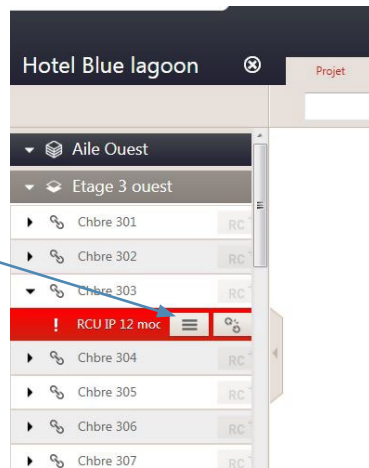 Hotel Blue lagoon
Projet
Aile Ouest
Etage 3 ouest
Chbre 301 RC
Chbre 302 RC
Chbre 303 RC
! RCU IP 12 moc
Chbre 304 RC
Chbre 305 RC
Chbre 306 RC
Chbre 307 RC